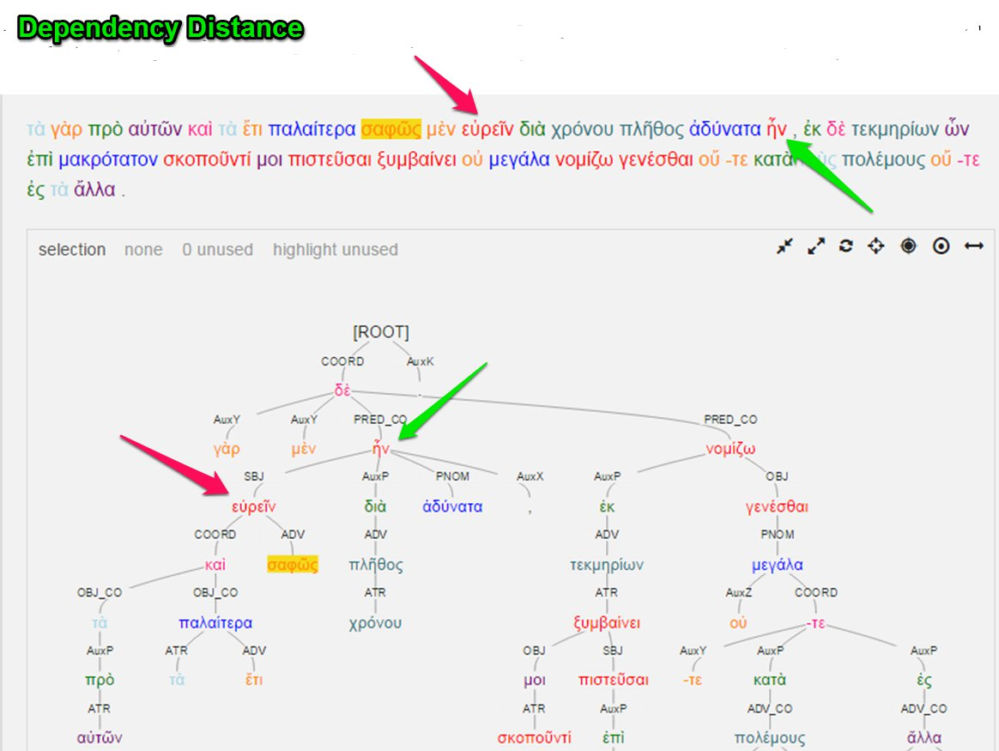 Dependency Distance
τὰ γὰρ πρὸ αὐτῶν καὶ τὰ ἔτι παλαίτερα σαφῶς μὲν εὑρεῖν διὰ χρόνου πλῆθος ἀδύνατα ἦν , ἐκ δὲ τεκμηρίων ὧν
ἐπὶ μακρότατον σκοποῦντί μοι πιστεῦσαι ξυμβαίνει οὐ μεγάλα νομίζω γενέσθαι οὔ -τε κατὰ πολέμους οὔ -τε
ἐς τὰ ἄλλα .
selection none 0 unused highlight unused
[ROOT]
COORD AuxK
δὲ .
AuxY AuxY PRED_CO PRED_CO
γὰρ μὲν ἦν νομίζω
SBJ AuxP PNOM AuxX AuxP OBJ
εὑρεῖν διὰ ἀδύνατα , ἐκ γενέσθαι
COORD ADV ADV ADV PNOM
καὶ σαφῶς πλῆθος τεκμηρίων μεγάλα
OBJ_CO OBJ_CO ATR ATR AuxZ COORD
τὰ παλαίτερα χρόνου ξυμβαίνει οὐ -τε
AuxP ATR ADV OBJ SBJ AuxY AuxP AuxP
πρὸ τὰ ἔτι μοι πιστεῦσαι -τε κατὰ ἐς
ATR ATR AuxP ADV_CO ADV_CO
αὐτῶν σκοποῦντί ἐπὶ πολέμους ἄλλα